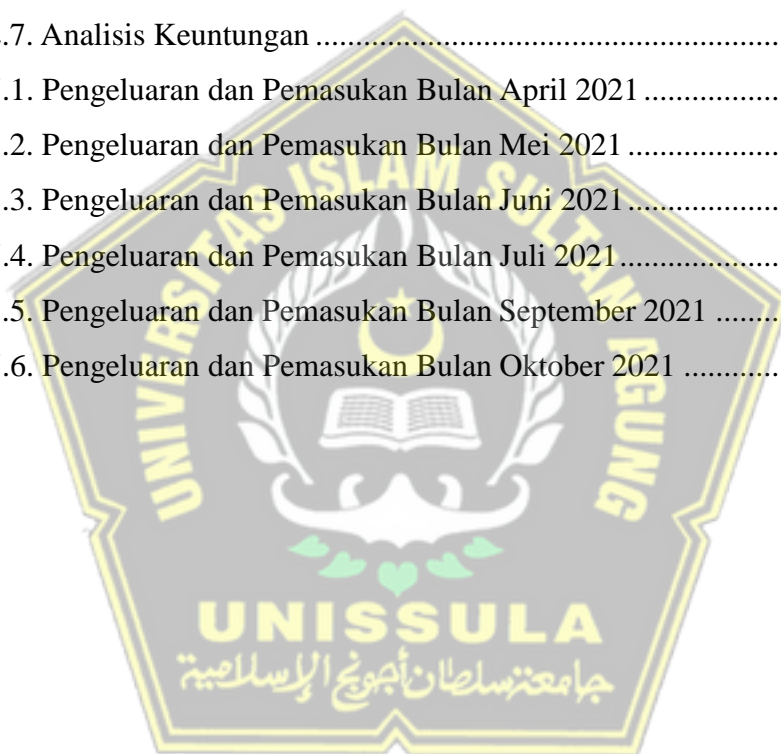 .7. Analisis Keuntungan ..............................................................................
.1. Pengeluaran dan Pemasukan Bulan April 2021 .......................
.2. Pengeluaran dan Pemasukan Bulan Mei 2021 .........................
.3. Pengeluaran dan Pemasukan Bulan Juni 2021 .........................
.4. Pengeluaran dan Pemasukan Bulan Juli 2021 ..........................
.5. Pengeluaran dan Pemasukan Bulan September 2021 ........
.6. Pengeluaran dan Pemasukan Bulan Oktober 2021 ............
UNIVERSITAS ISLAM SULTAN AGUNG
UNISSULA
جامعة سلطان أجونج الإسلامية